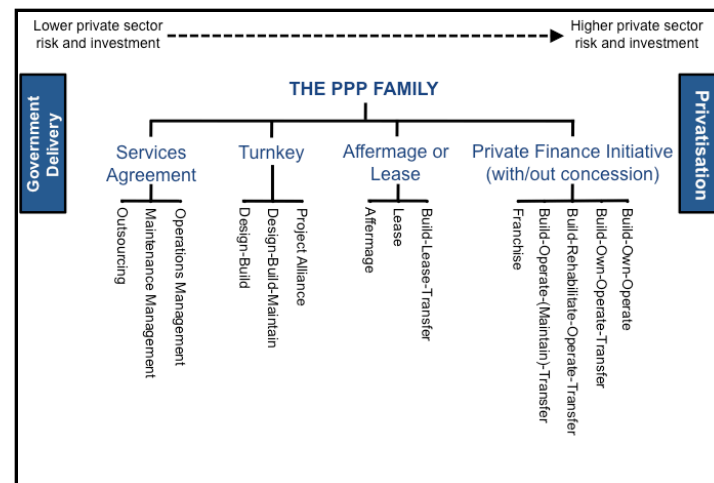 Lower private sector
risk and investment
Higher private sector
risk and investment
Government
Delivery
THE PPP FAMILY
Privatisation
Services
Agreement
Turnkey
Affermage or
Lease
Private Finance Initiative
(with/out concession)
Outsourcing
Maintenance Management
Operations Management
Design-Build
Design-Build-Maintain
Project Alliance
Affermage
Lease
Build-Lease-Transfer
Franchise
Build-Operate-(Maintain)-Transfer
Build-Rehabilitate-Operate-Transfer
Build-Own-Operate-Transfer
Build-Own-Operate